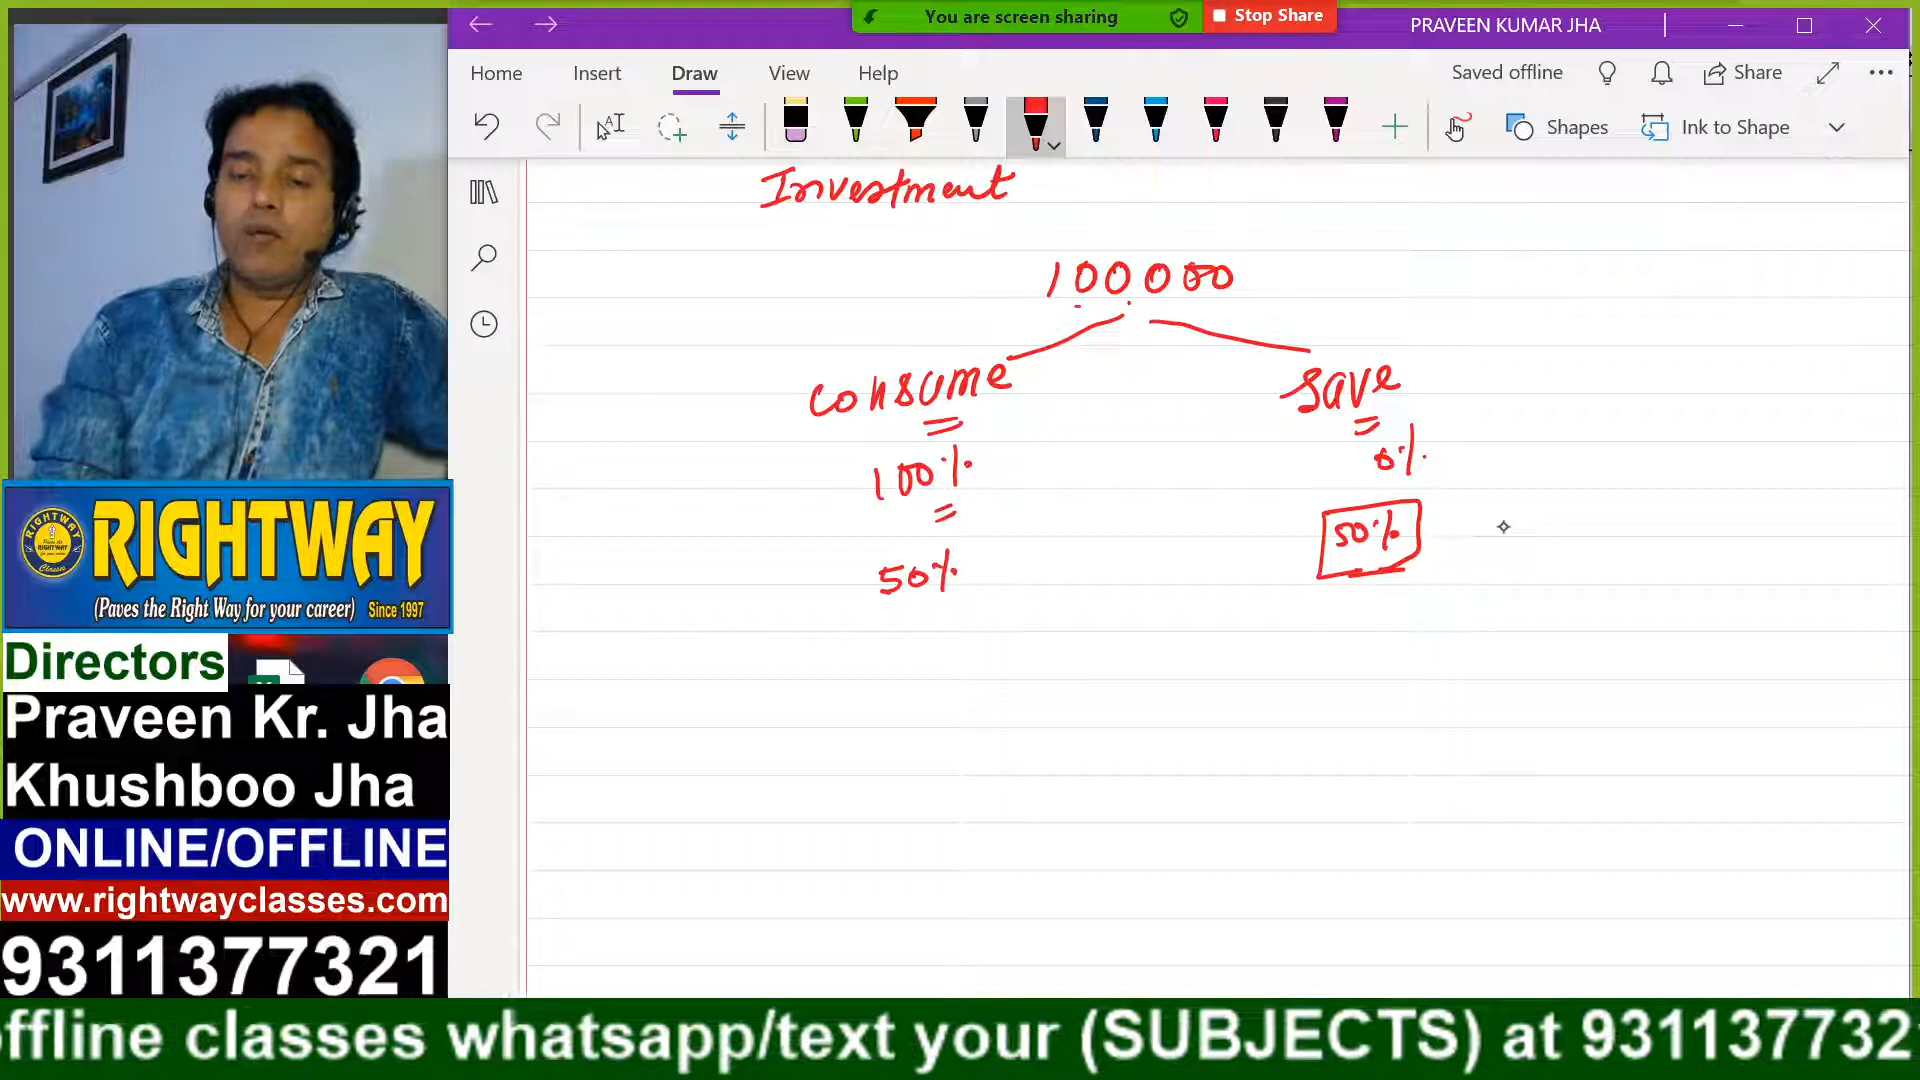 You are screen sharing
Stop Share
PRAVEEN KUMAR JHA
Home Insert Draw View Help
Saved offline
Share
Shapes
Ink to Shape
Investment
100000
Consume
Save
100%
0%
50%
50%
RIGHTWAY
(Paves the Right Way for your career) Since 1997
Directors
Praveen Kr. Jha
Khushboo Jha
ONLINE/OFFLINE
www.rightwayclasses.com
9311377321
ffline classes whatsapp/text your (SUBJECTS) at 931137732